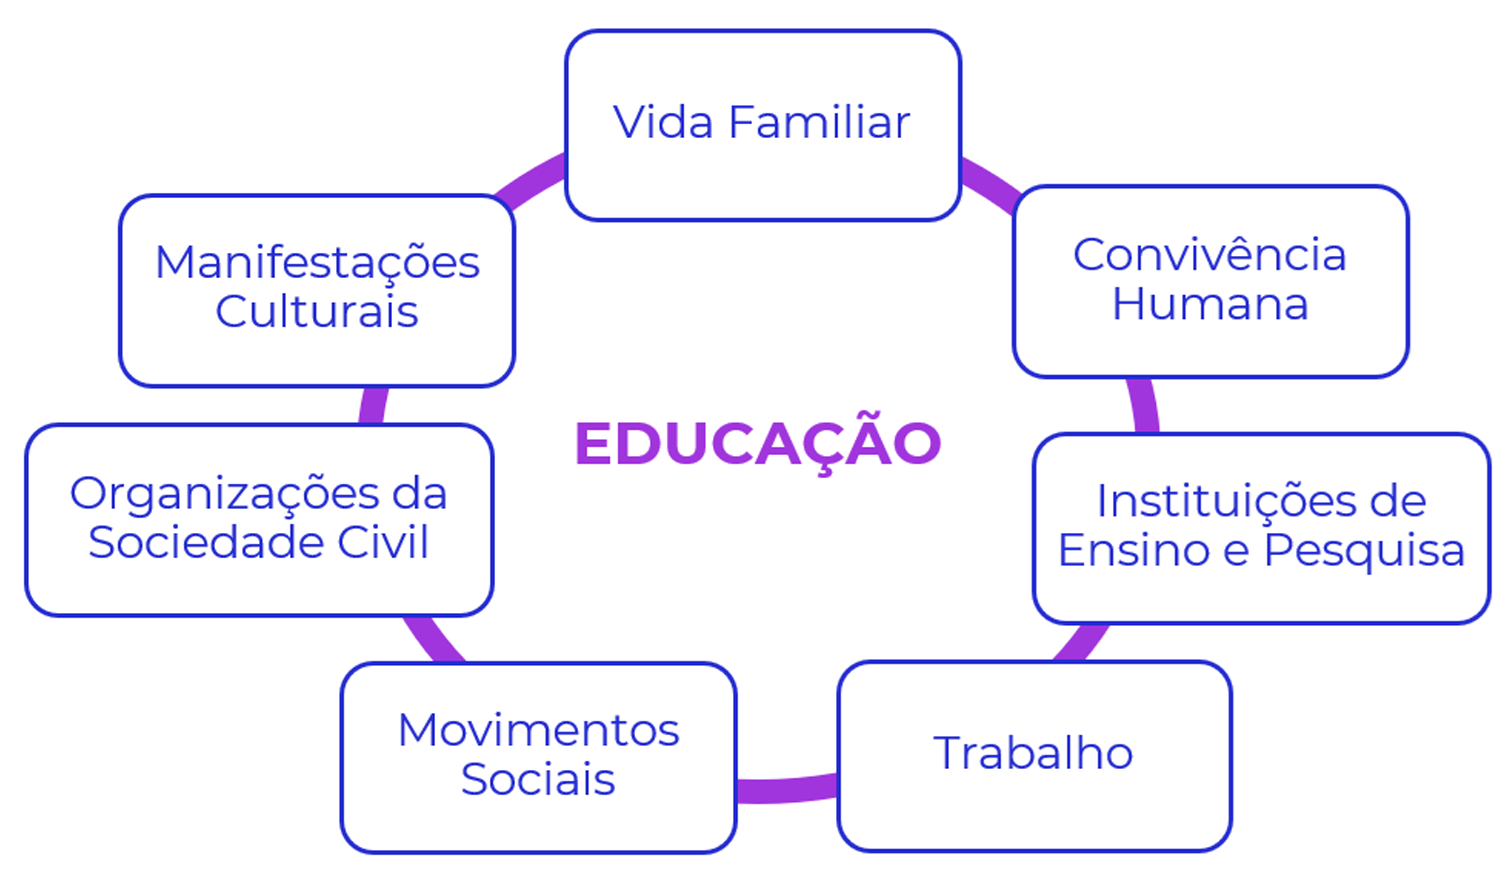 Vida Familiar
Convivência
Humana
Instituições de
Ensino e Pesquisa
Trabalho
Movimentos
Sociais
Organizações da
Sociedade Civil
Manifestações
Culturais
EDUCAÇÃO